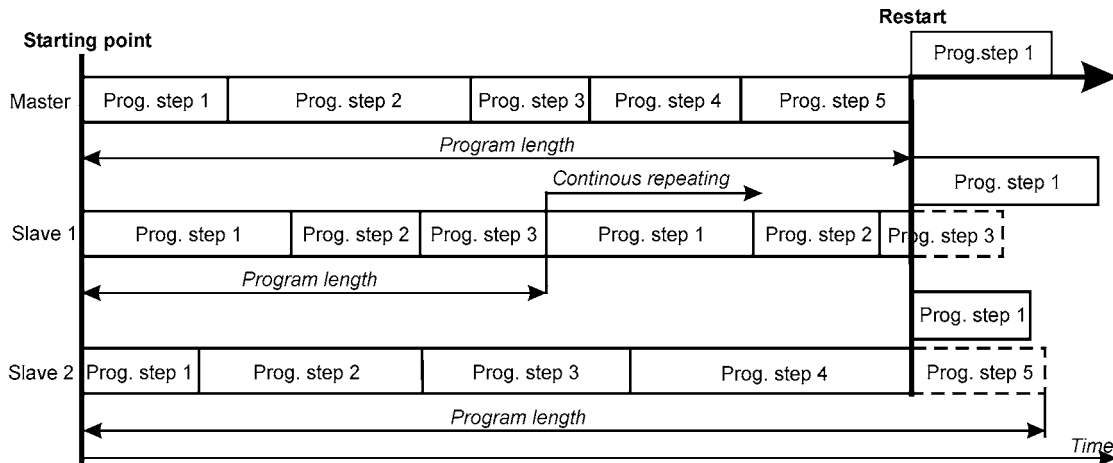 Restart
Starting point
Prog.step 1
Master
Prog. step 1
Prog. step 2
Prog. step 3
Prog. step 4
Prog. step 5
Program length
Continous repeating
Prog. step 1
Slave 1
Prog. step 1
Prog. step 2
Prog. step 3
Prog. step 1
Prog. step 2
Prog. step 3
Program length
Prog. step 1
Slave 2
Prog. step 1
Prog. step 2
Prog. step 3
Prog. step 4
Prog. step 5
Program length
Time